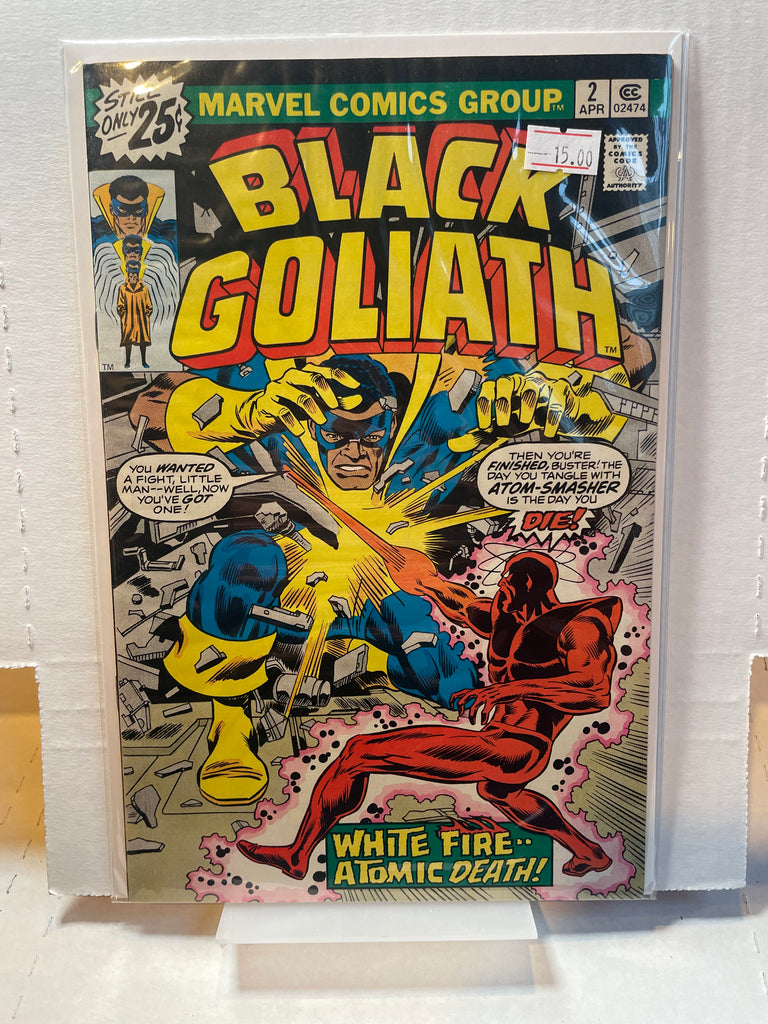 STILL
ONLY 25¢
MARVEL COMICS GROUP™
2
APR
CC
02474
APPROVED
BY THE
COMICS
CODE
CA
AUTHORITY
15.00
BLACK
GOLIATH
TM
TM
YOU WANTED
A FIGHT, LITTLE
MAN--WELL, NOW
YOU'VE GOT
ONE!
THEN YOU'RE
FINISHED, BUSTER! THE
DAY YOU TANGLE WITH
ATOM-SMASHER
IS THE DAY YOU
DIE!
WHITE FIRE..
ATOMIC DEATH!